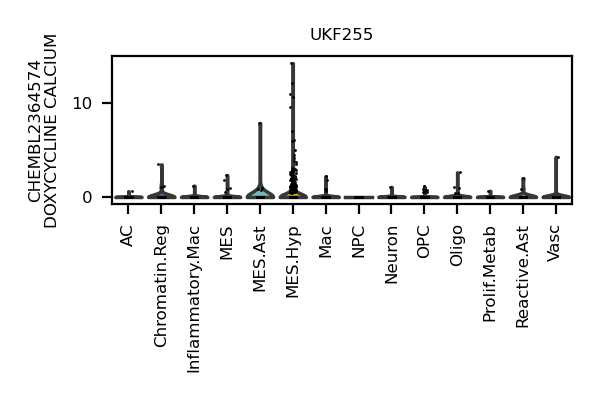 UKF255
CHEMBL2364574
DOXYCYCLINE CALCIUM
10
0
AC
Chromatin.Reg
Inflammatory.Mac
MES
MES.Ast
MES.Hyp
Mac
NPC
Neuron
OPC
Oligo
Prolif.Metab
Reactive.Ast
Vasc